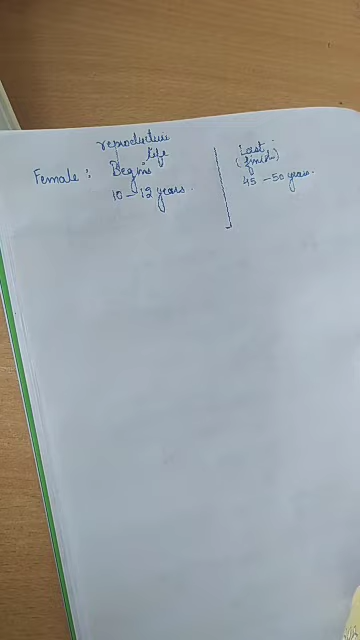 reproductive
life
Female : Begins
10 - 12 years.
Last
(finish)
45 - 50 years.